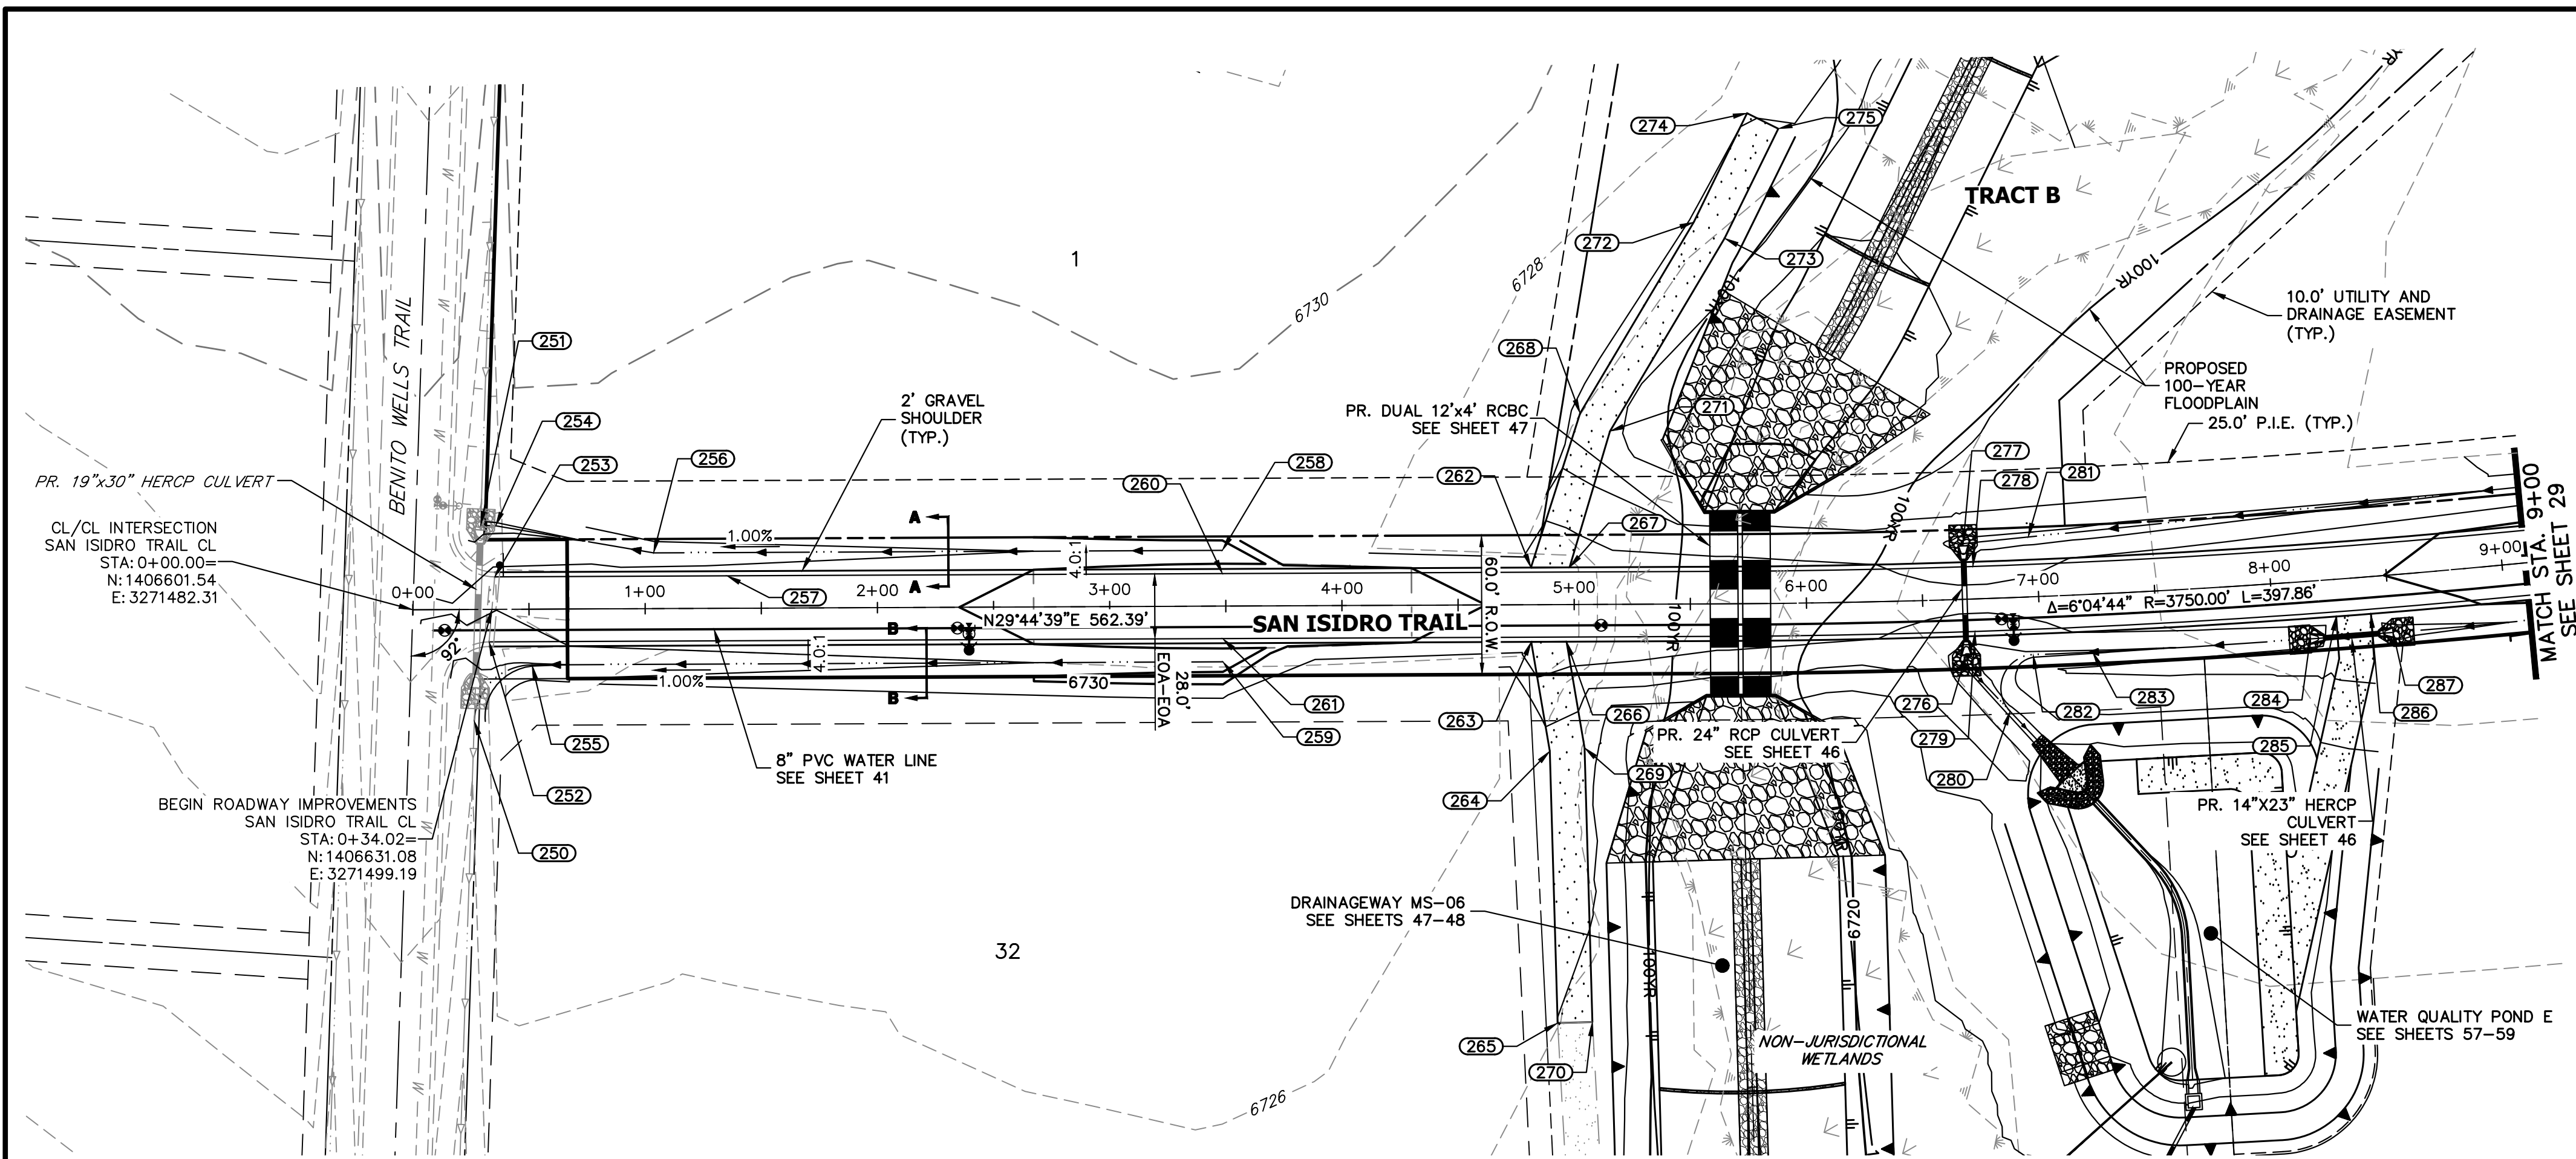 TRACT B
1
BENITO WELLS TRAIL
6730
6728
274
275
272
273
100YR
100YR
YR
10.0' UTILITY AND
DRAINAGE EASEMENT
(TYP.)
PROPOSED
100-YEAR
FLOODPLAIN
25.0' P.I.E. (TYP.)
251
254
253
256
2' GRAVEL
SHOULDER
(TYP.)
268
271
PR. DUAL 12'x4' RCBC
SEE SHEET 47
258
260
262
267
277
278
281
PR. 19"x30" HERCP CULVERT
CL/CL INTERSECTION
SAN ISIDRO TRAIL CL
STA: 0+00.00=
N: 1406601.54
E: 3271482.31
A
A
1.00%
4.0:1
257
0+00
1+00
2+00
3+00
4+00
5+00
6+00
7+00
8+00
9+00
MATCH STA. 9+00
SEE SHEET 29
60.0' R.O.W.
100YR
100YR
N29°44'39"E 562.39'
SAN ISIDRO TRAIL
Δ=6°04'44" R=3750.00' L=397.86'
92°
B
B
4.0:1
1.00%
6730
28.0'
EOA-EOA
261
259
255
252
250
8" PVC WATER LINE
SEE SHEET 41
BEGIN ROADWAY IMPROVEMENTS
SAN ISIDRO TRAIL CL
STA: 0+34.02=
N: 1406631.08
E: 3271499.19
263
266
264
269
265
270
PR. 24" RCP CULVERT
SEE SHEET 46
276
279
280
282
283
284
285
286
287
PR. 14"X23" HERCP
CULVERT
SEE SHEET 46
DRAINAGEWAY MS-06
SEE SHEETS 47-48
100YR
100YR
6720
NON-JURISDICTIONAL
WETLANDS
WATER QUALITY POND E
SEE SHEETS 57-59
32
6726